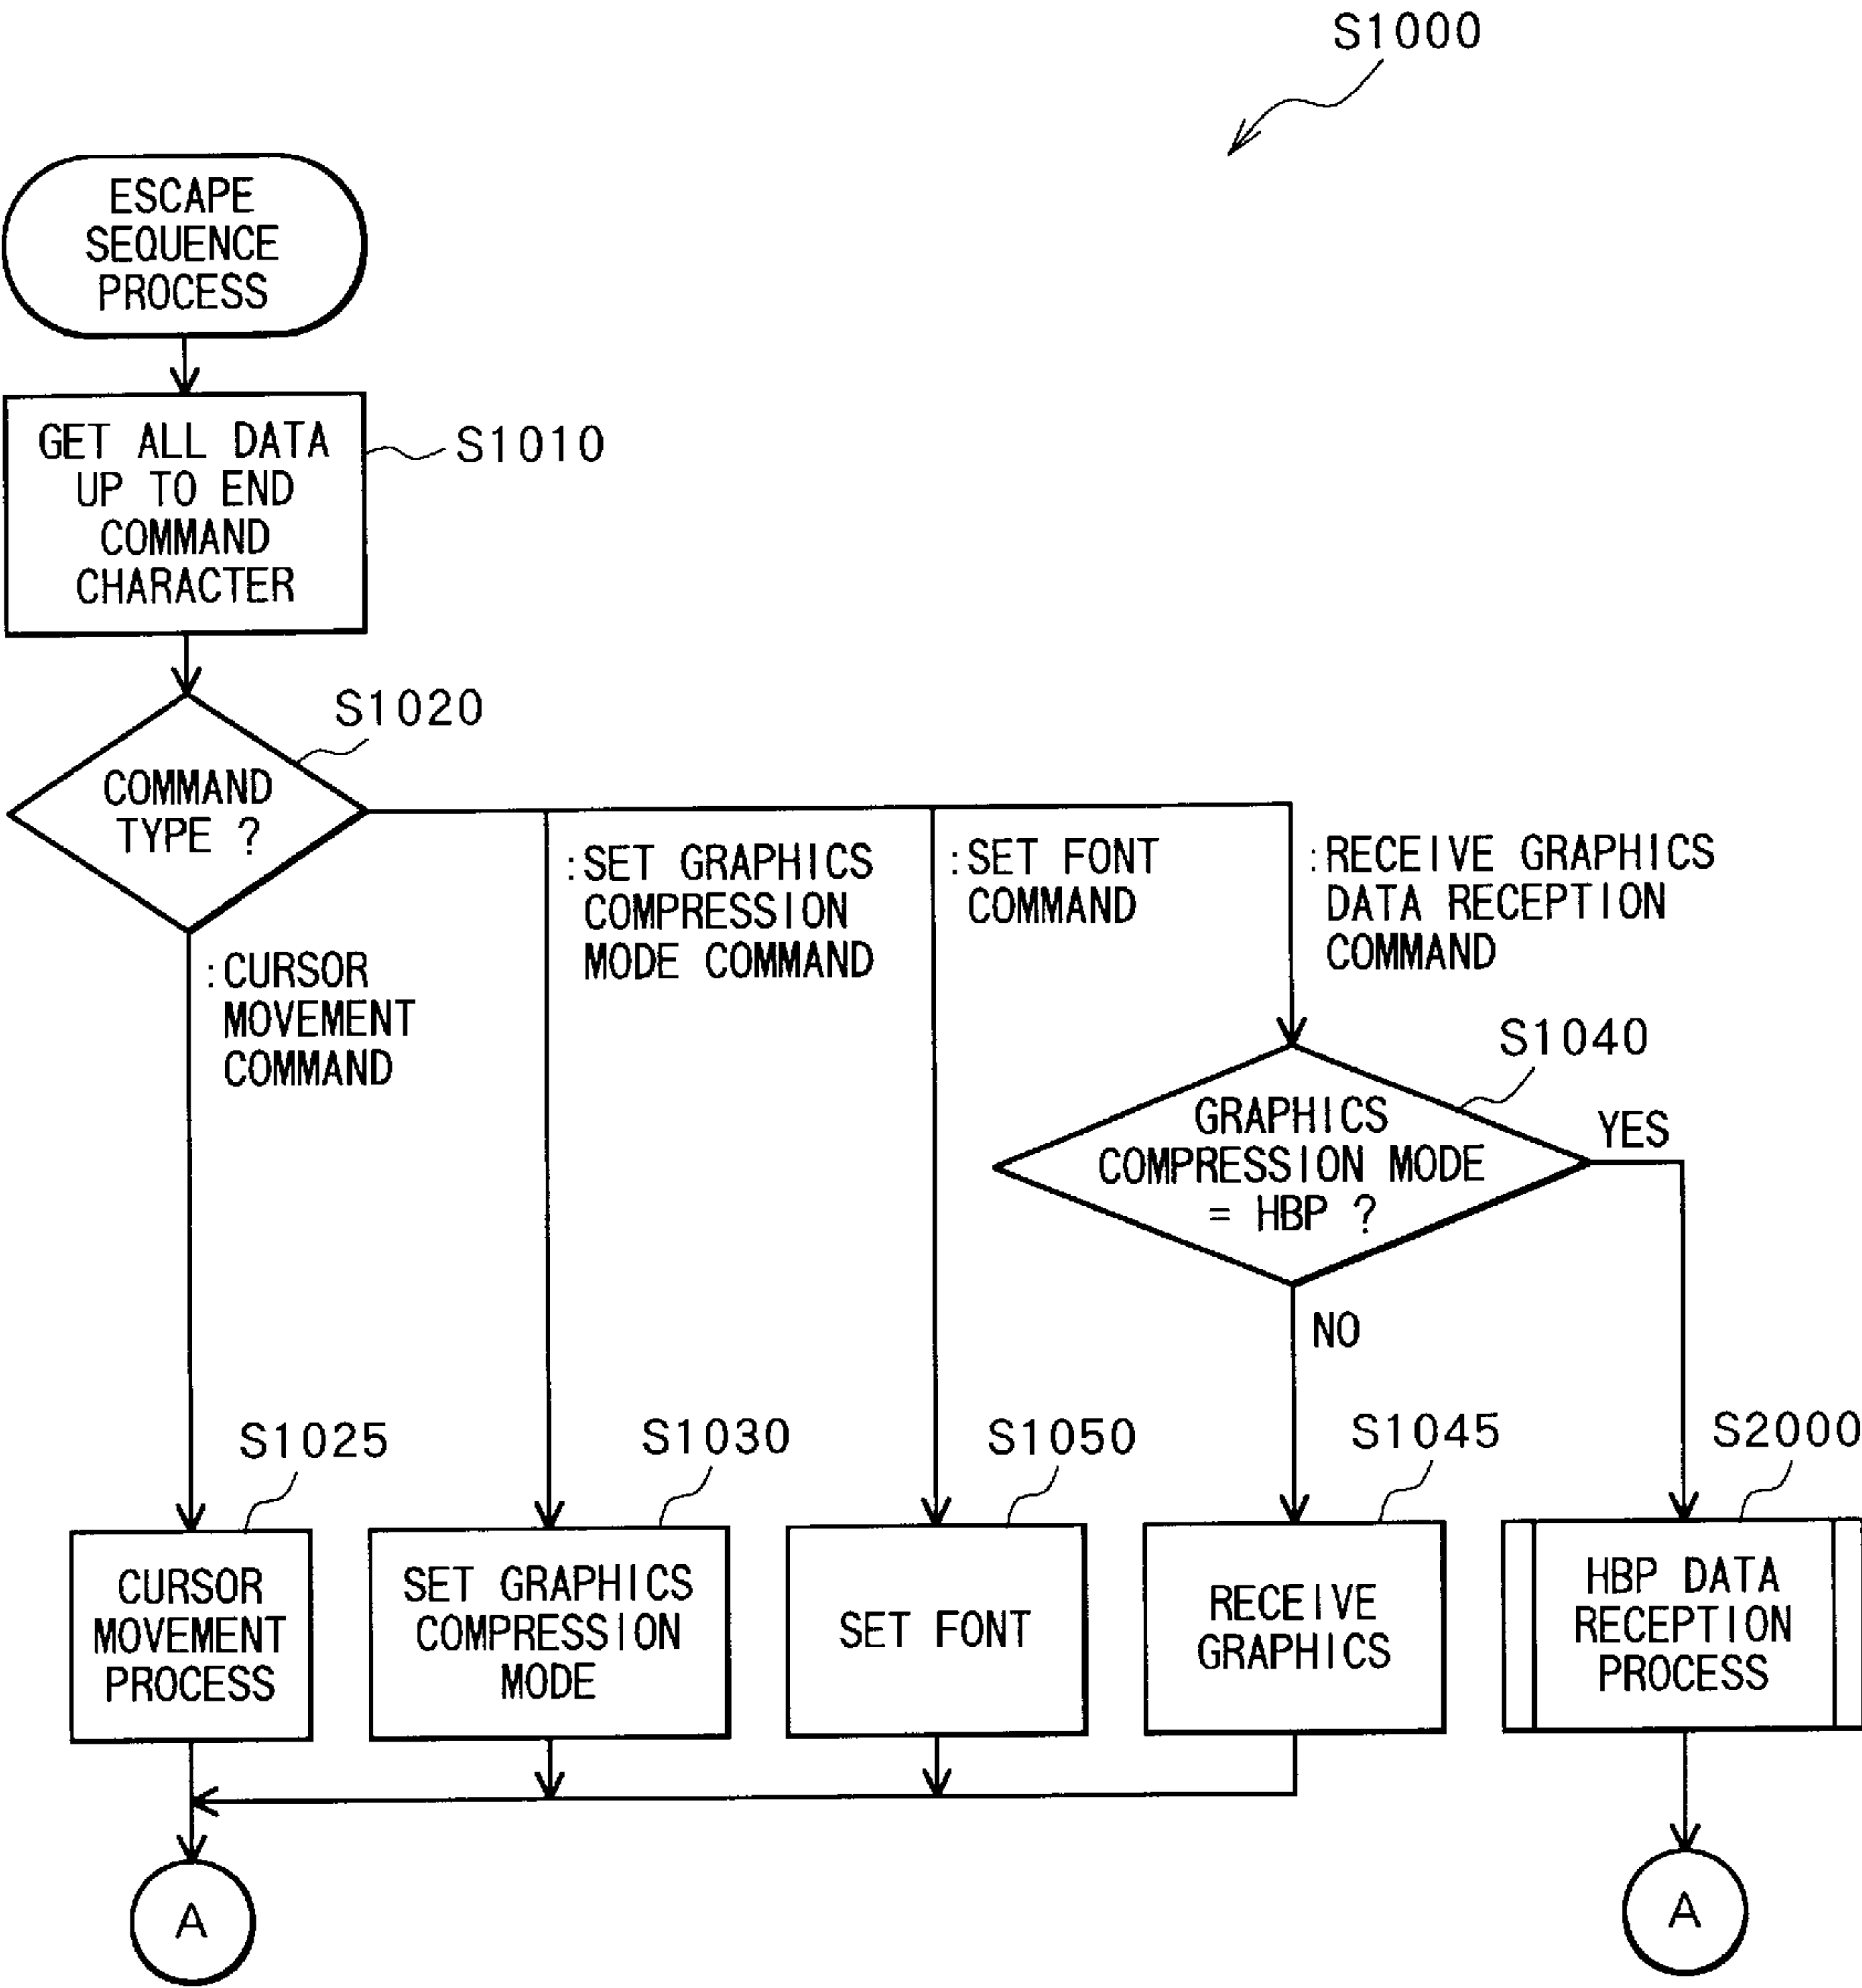 S1000
ESCAPE
SEQUENCE
PROCESS
GET ALL DATA
UP TO END
COMMAND
CHARACTER
S1010
S1020
COMMAND
TYPE ?
:CURSOR
MOVEMENT
COMMAND
:SET GRAPHICS
COMPRESSION
MODE COMMAND
:SET FONT
COMMAND
:RECEIVE GRAPHICS
DATA RECEPTION
COMMAND
S1040
GRAPHICS
COMPRESSION MODE
= HBP ?
YES
NO
S1025
CURSOR
MOVEMENT
PROCESS
S1030
SET GRAPHICS
COMPRESSION
MODE
S1050
SET FONT
S1045
RECEIVE
GRAPHICS
S2000
HBP DATA
RECEPTION
PROCESS
A
A